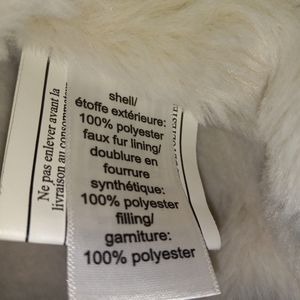 shell/
étoffe extérieure:
100% polyester
faux fur lining/
doublure en
fourrure
synthétique:
100% polyester
filling/
garniture:
100% polyester
Ne pas enlever avant la
livraison au consommateur